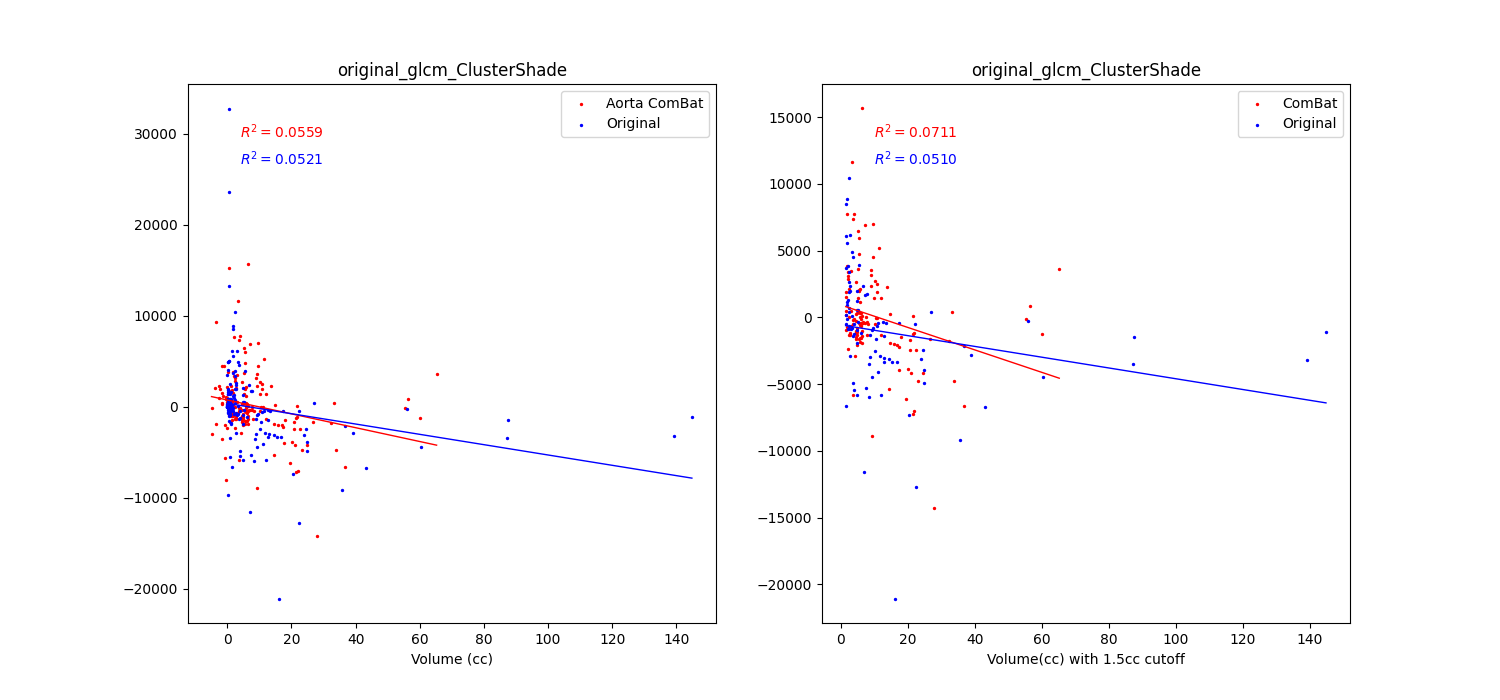 original_glcm_ClusterShade
Aorta ComBat
Original
R² = 0.0559
R² = 0.0521
30000
20000
10000
0
−10000
−20000
0 20 40 60 80 100 120 140
Volume (cc)
original_glcm_ClusterShade
ComBat
Original
R² = 0.0711
R² = 0.0510
15000
10000
5000
0
−5000
−10000
−15000
−20000
0 20 40 60 80 100 120 140
Volume(cc) with 1.5cc cutoff